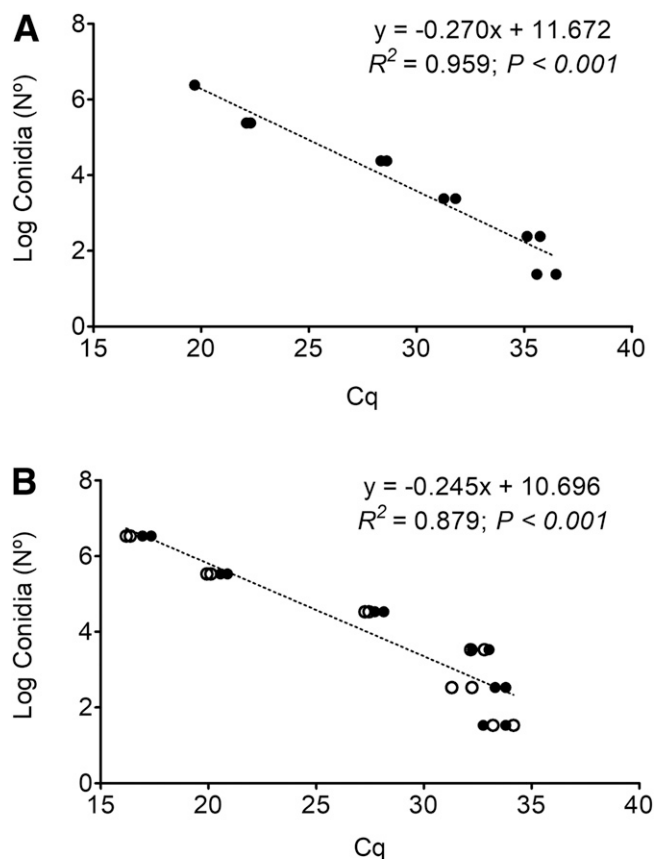 A
y = -0.270x + 11.672
R² = 0.959; P < 0.001
Log Conidia (Nº)
8
6
4
2
0
15 20 25 30 35 40
Cq
B
y = -0.245x + 10.696
R² = 0.879; P < 0.001
Log Conidia (Nº)
8
6
4
2
0
15 20 25 30 35 40
Cq